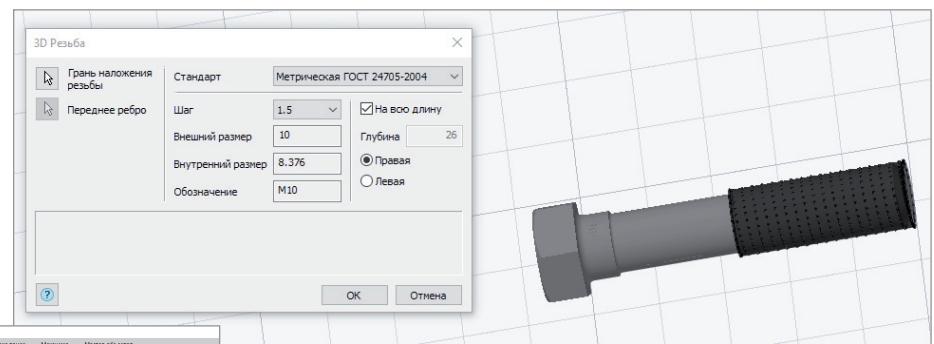 3D Резьба
Грань наложения
резьбы
Стандарт Метрическая ГОСТ 24705-2004
Переднее ребро
Шаг 1.5 На всю длину
Внешний размер 10 Глубина 26
Внутренний размер 8.376 Правая
Левая
Обозначение M10
? OK Отмена